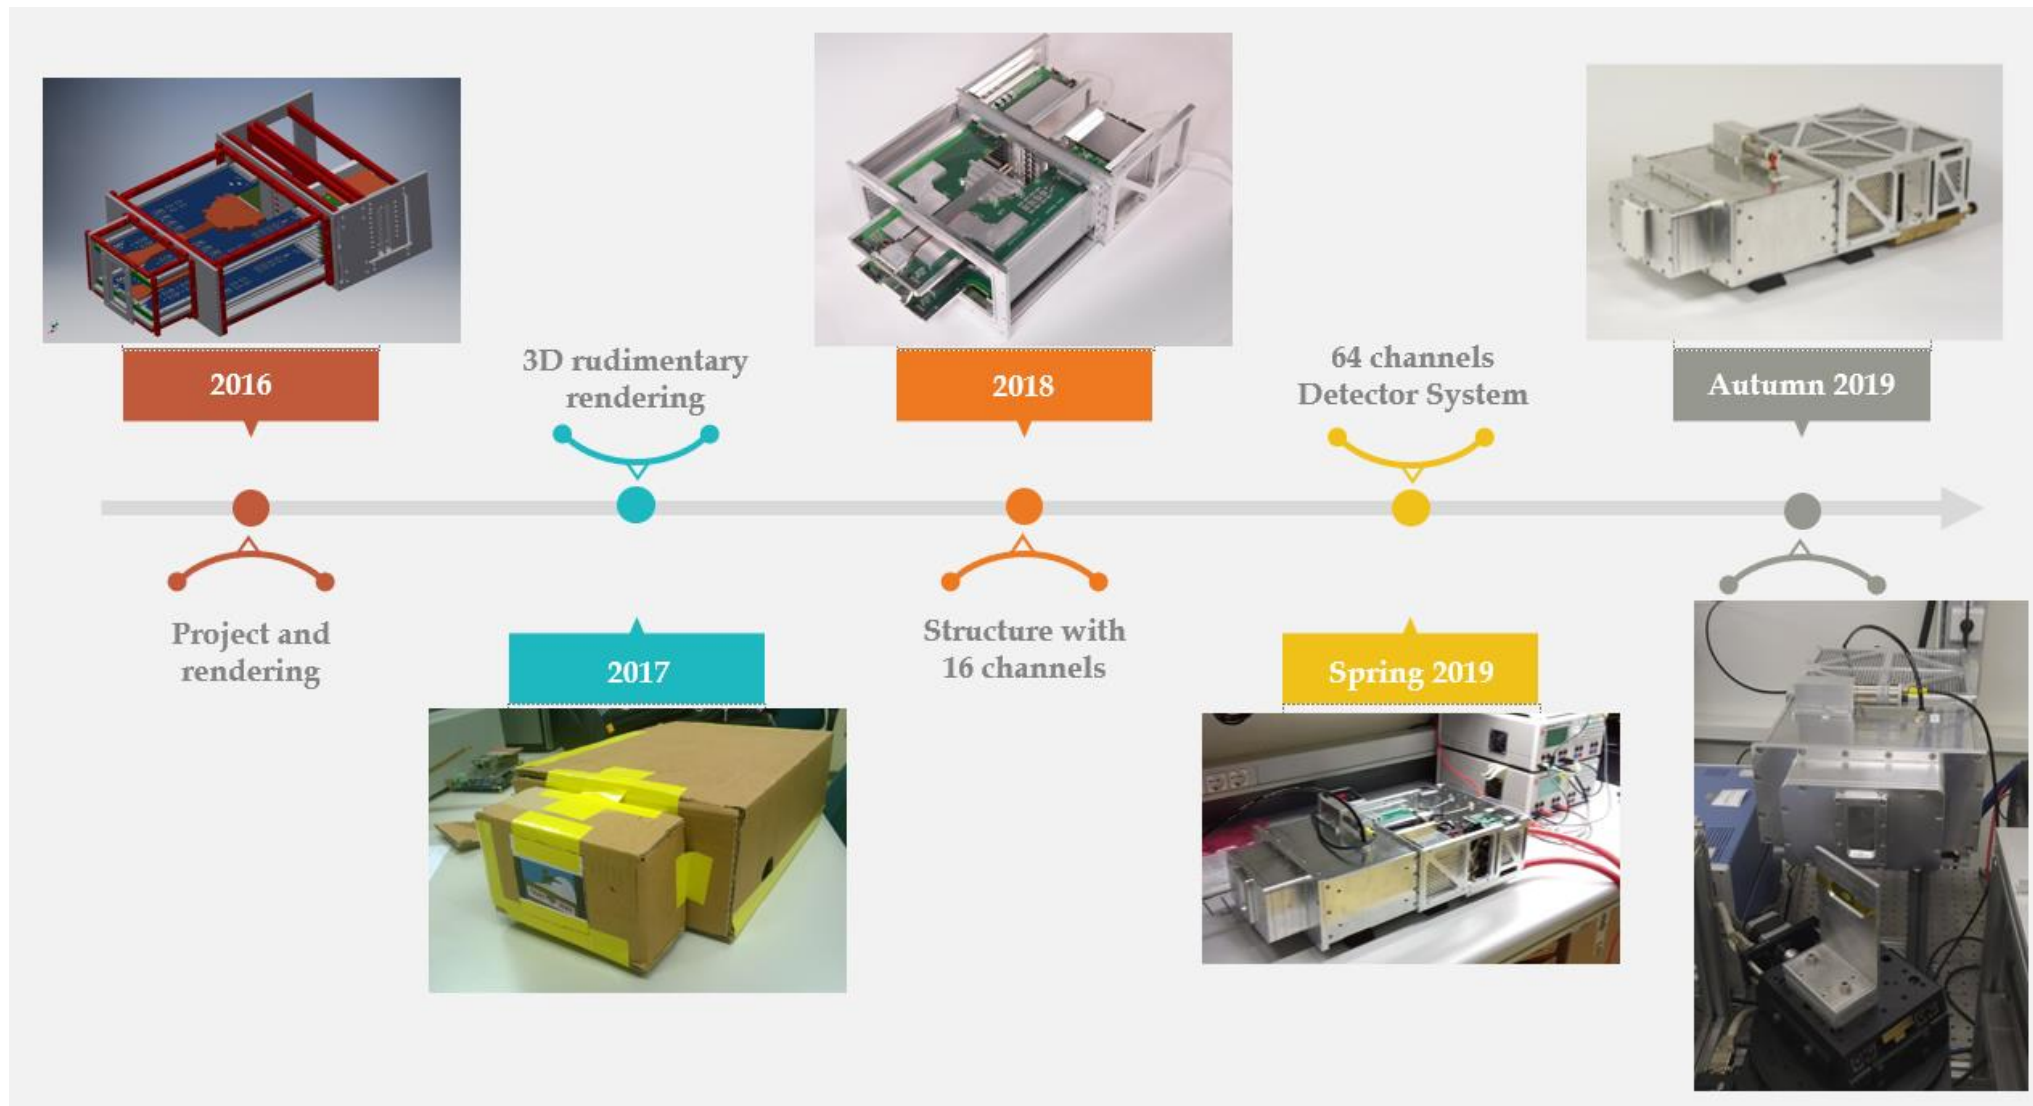 2016
3D rudimentary
rendering
2018
64 channels
Detector System
Autumn 2019
Project and
rendering
2017
Structure with
16 channels
Spring 2019